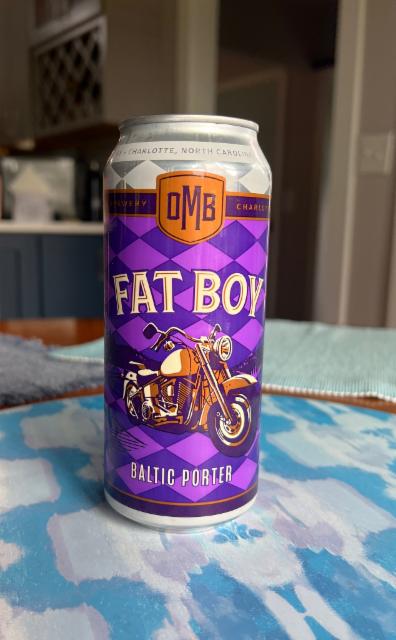 CHARLOTTE, NORTH CAROLINA
OMB
FAT BOY
BALTIC PORTER